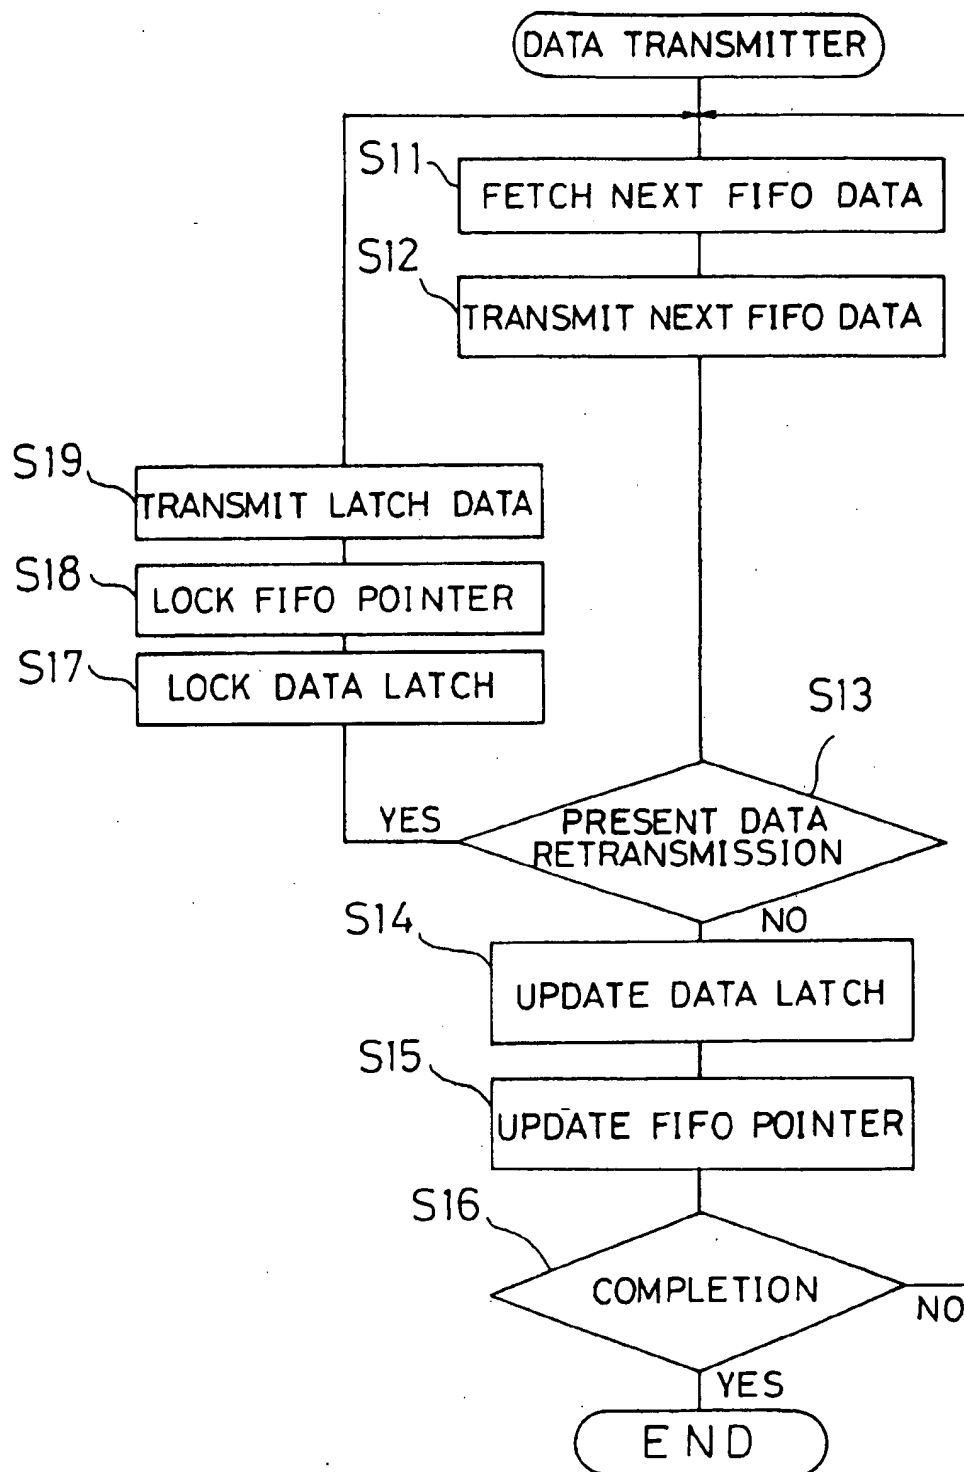 DATA TRANSMITTER
S11
FETCH NEXT FIFO DATA
S12
TRANSMIT NEXT FIFO DATA
S19
TRANSMIT LATCH DATA
S18
LOCK FIFO POINTER
S17
LOCK DATA LATCH
S13
YES
PRESENT DATA
RETRANSMISSION
NO
S14
UPDATE DATA LATCH
S15
UPDATE FIFO POINTER
S16
COMPLETION
NO
YES
END